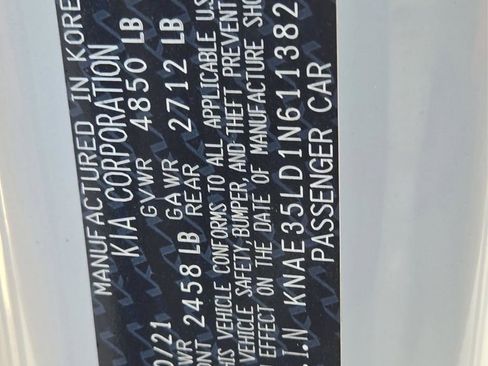 MANUFACTURED IN KORE
KIA CORPORATION
0/21 GVWR 4850 LB
WR GAWR
ONT 2458 LB REAR 2712 LB
HIS VEHICLE CONFORMS TO ALL APPLICABLE U.S
VEHICLE SAFETY, BUMPER, AND THEFT PREVENT
EFFECT ON THE DATE OF MANUFACTURE SHO
.I.N KNAE35LD1N611382
PASSENGER CAR